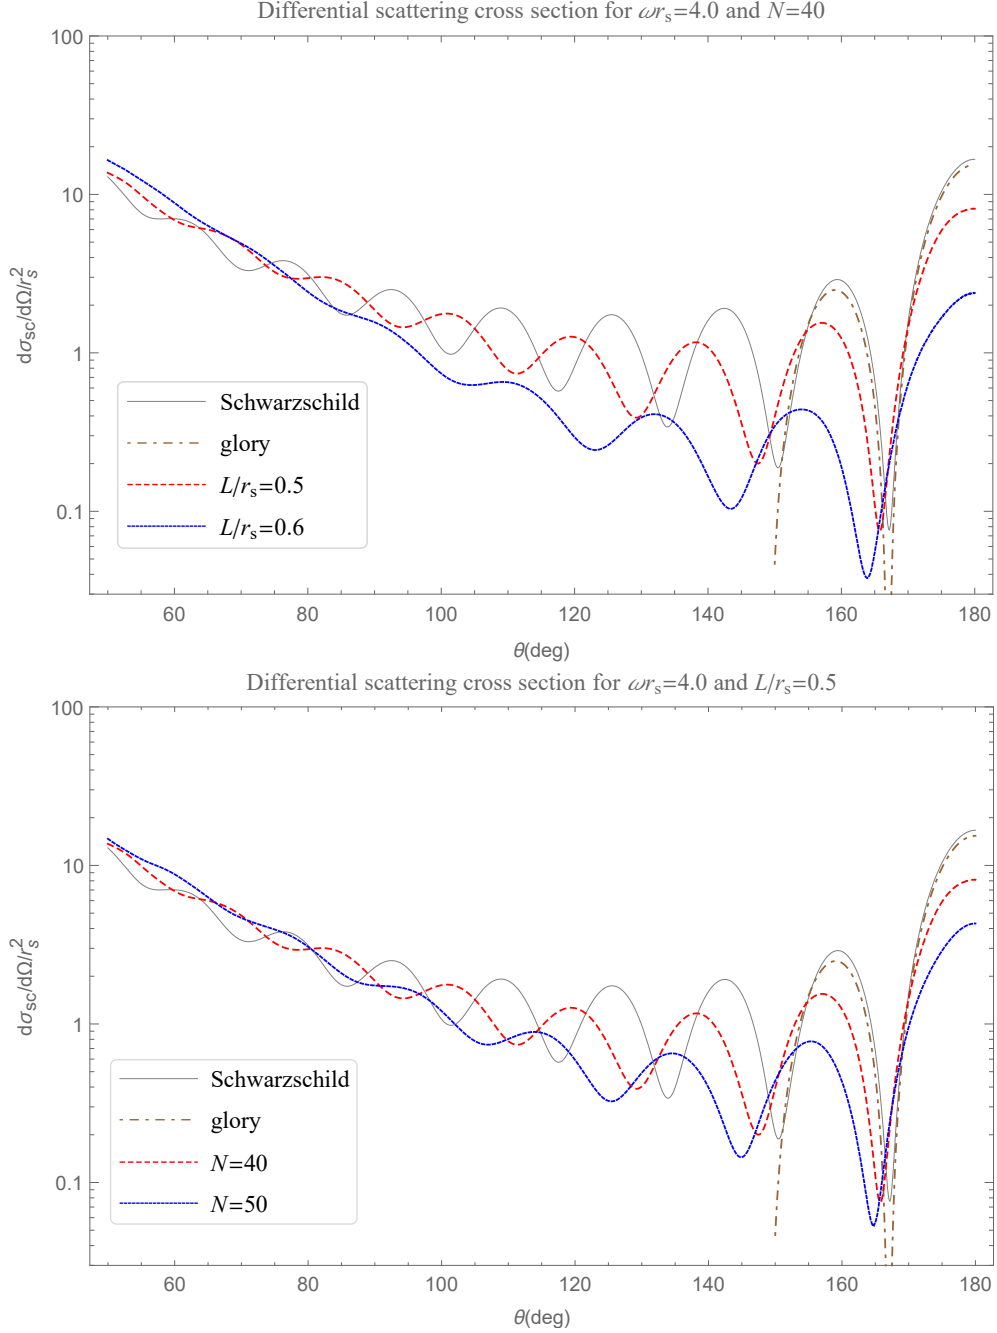 Differential scattering cross section for ωrs=4.0 and N=40
100
10
1
0.1
dσsc/dΩ/rs²
Schwarzschild
glory
L/rs=0.5
L/rs=0.6
60 80 100 120 140 160 180
θ(deg)
Differential scattering cross section for ωrs=4.0 and L/rs=0.5
100
10
1
0.1
dσsc/dΩ/rs²
Schwarzschild
glory
N=40
N=50
60 80 100 120 140 160 180
θ(deg)